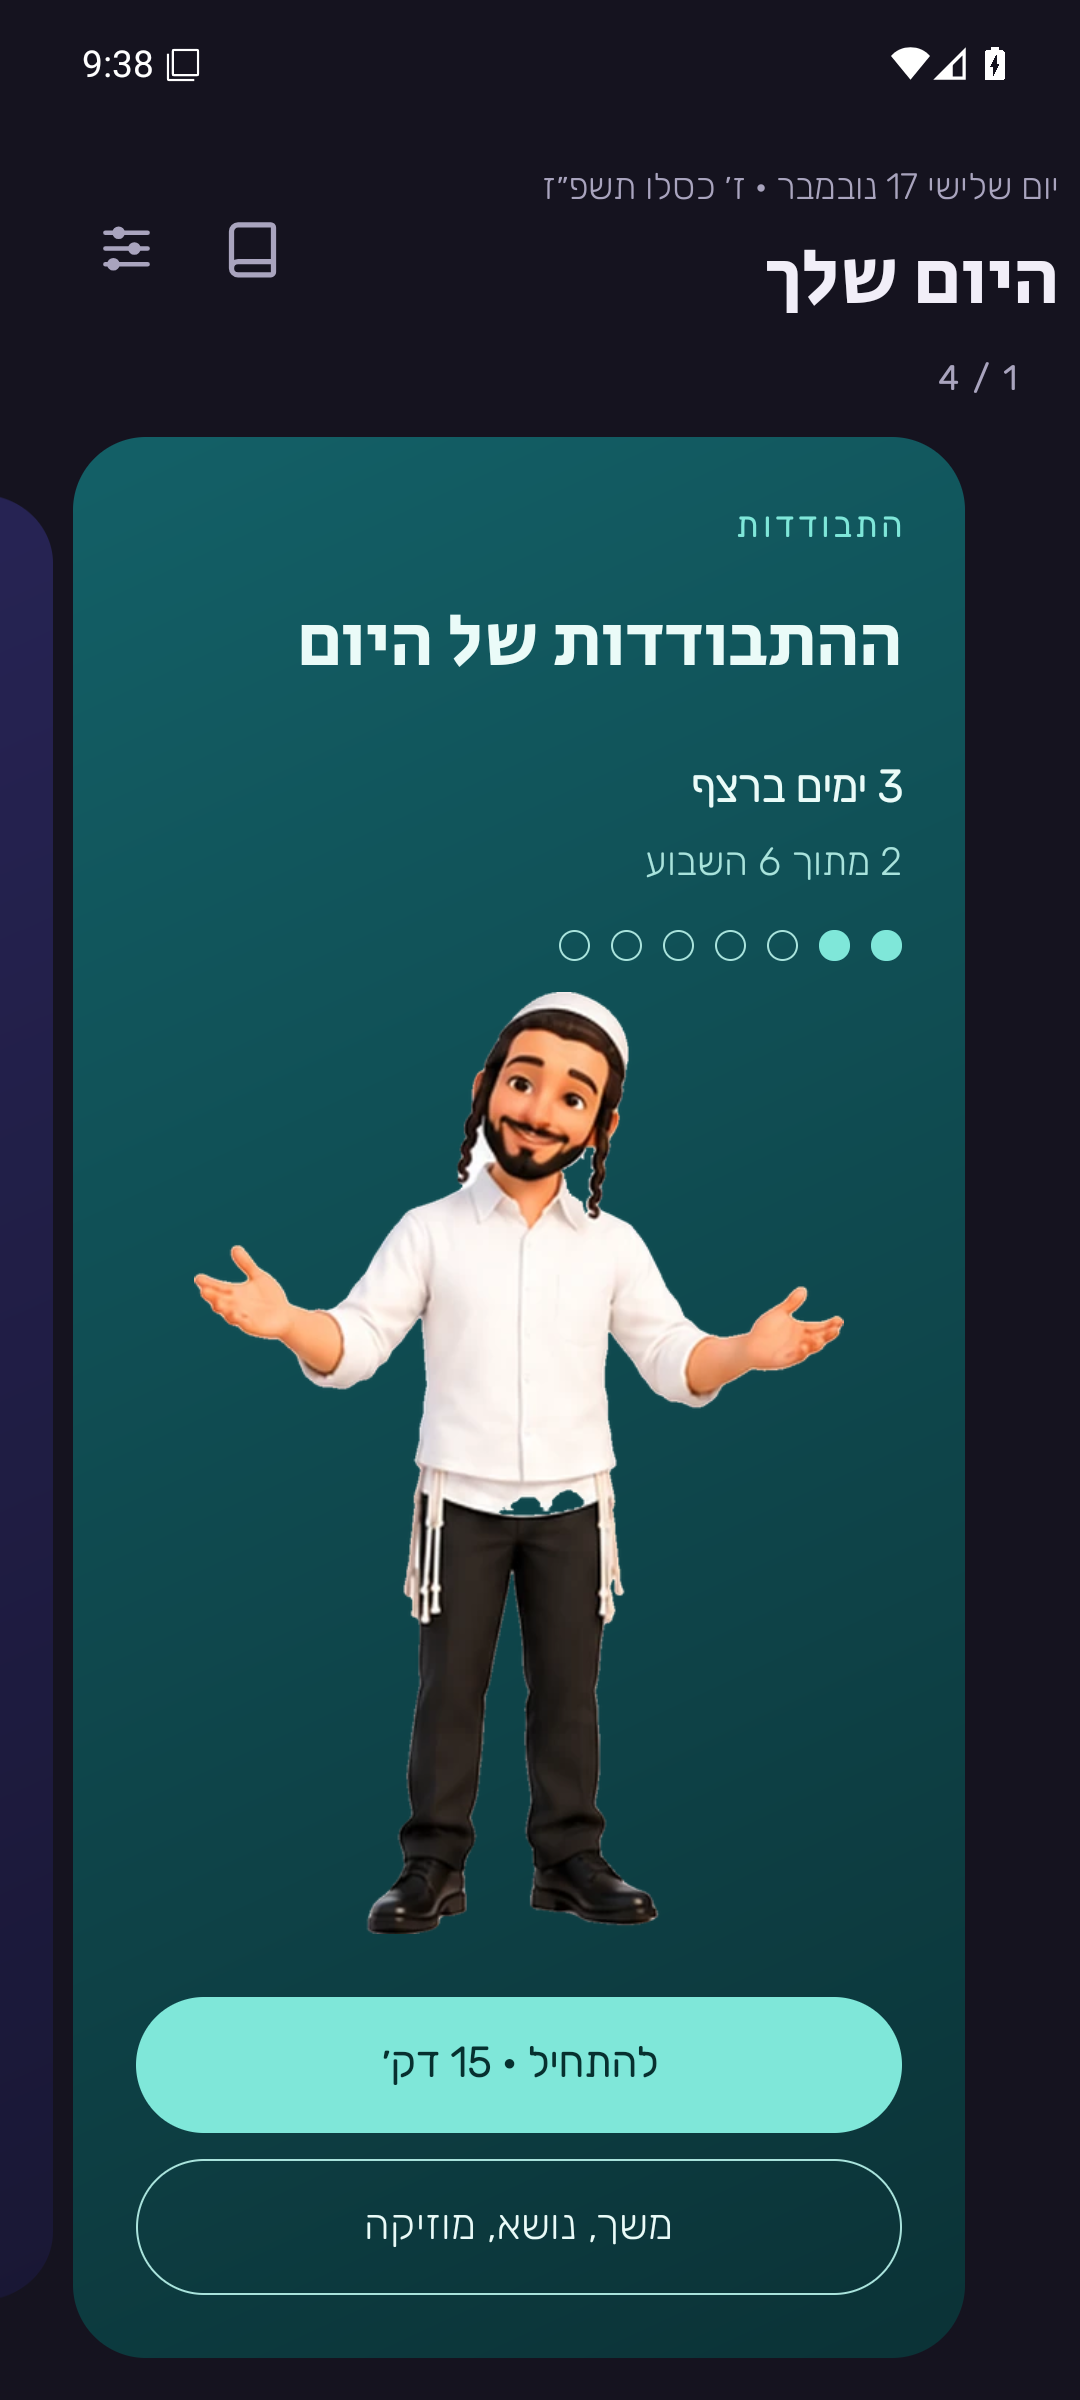 9:38
יום שלישי 17 נובמבר • ז׳ כסלו תשפ״ז
היום שלך
1 / 4
התבודדות
ההתבודדות של היום
3 ימים ברצף
2 מתוך 6 השבוע
להתחיל • 15 דק׳
משך, נושא, מוזיקה